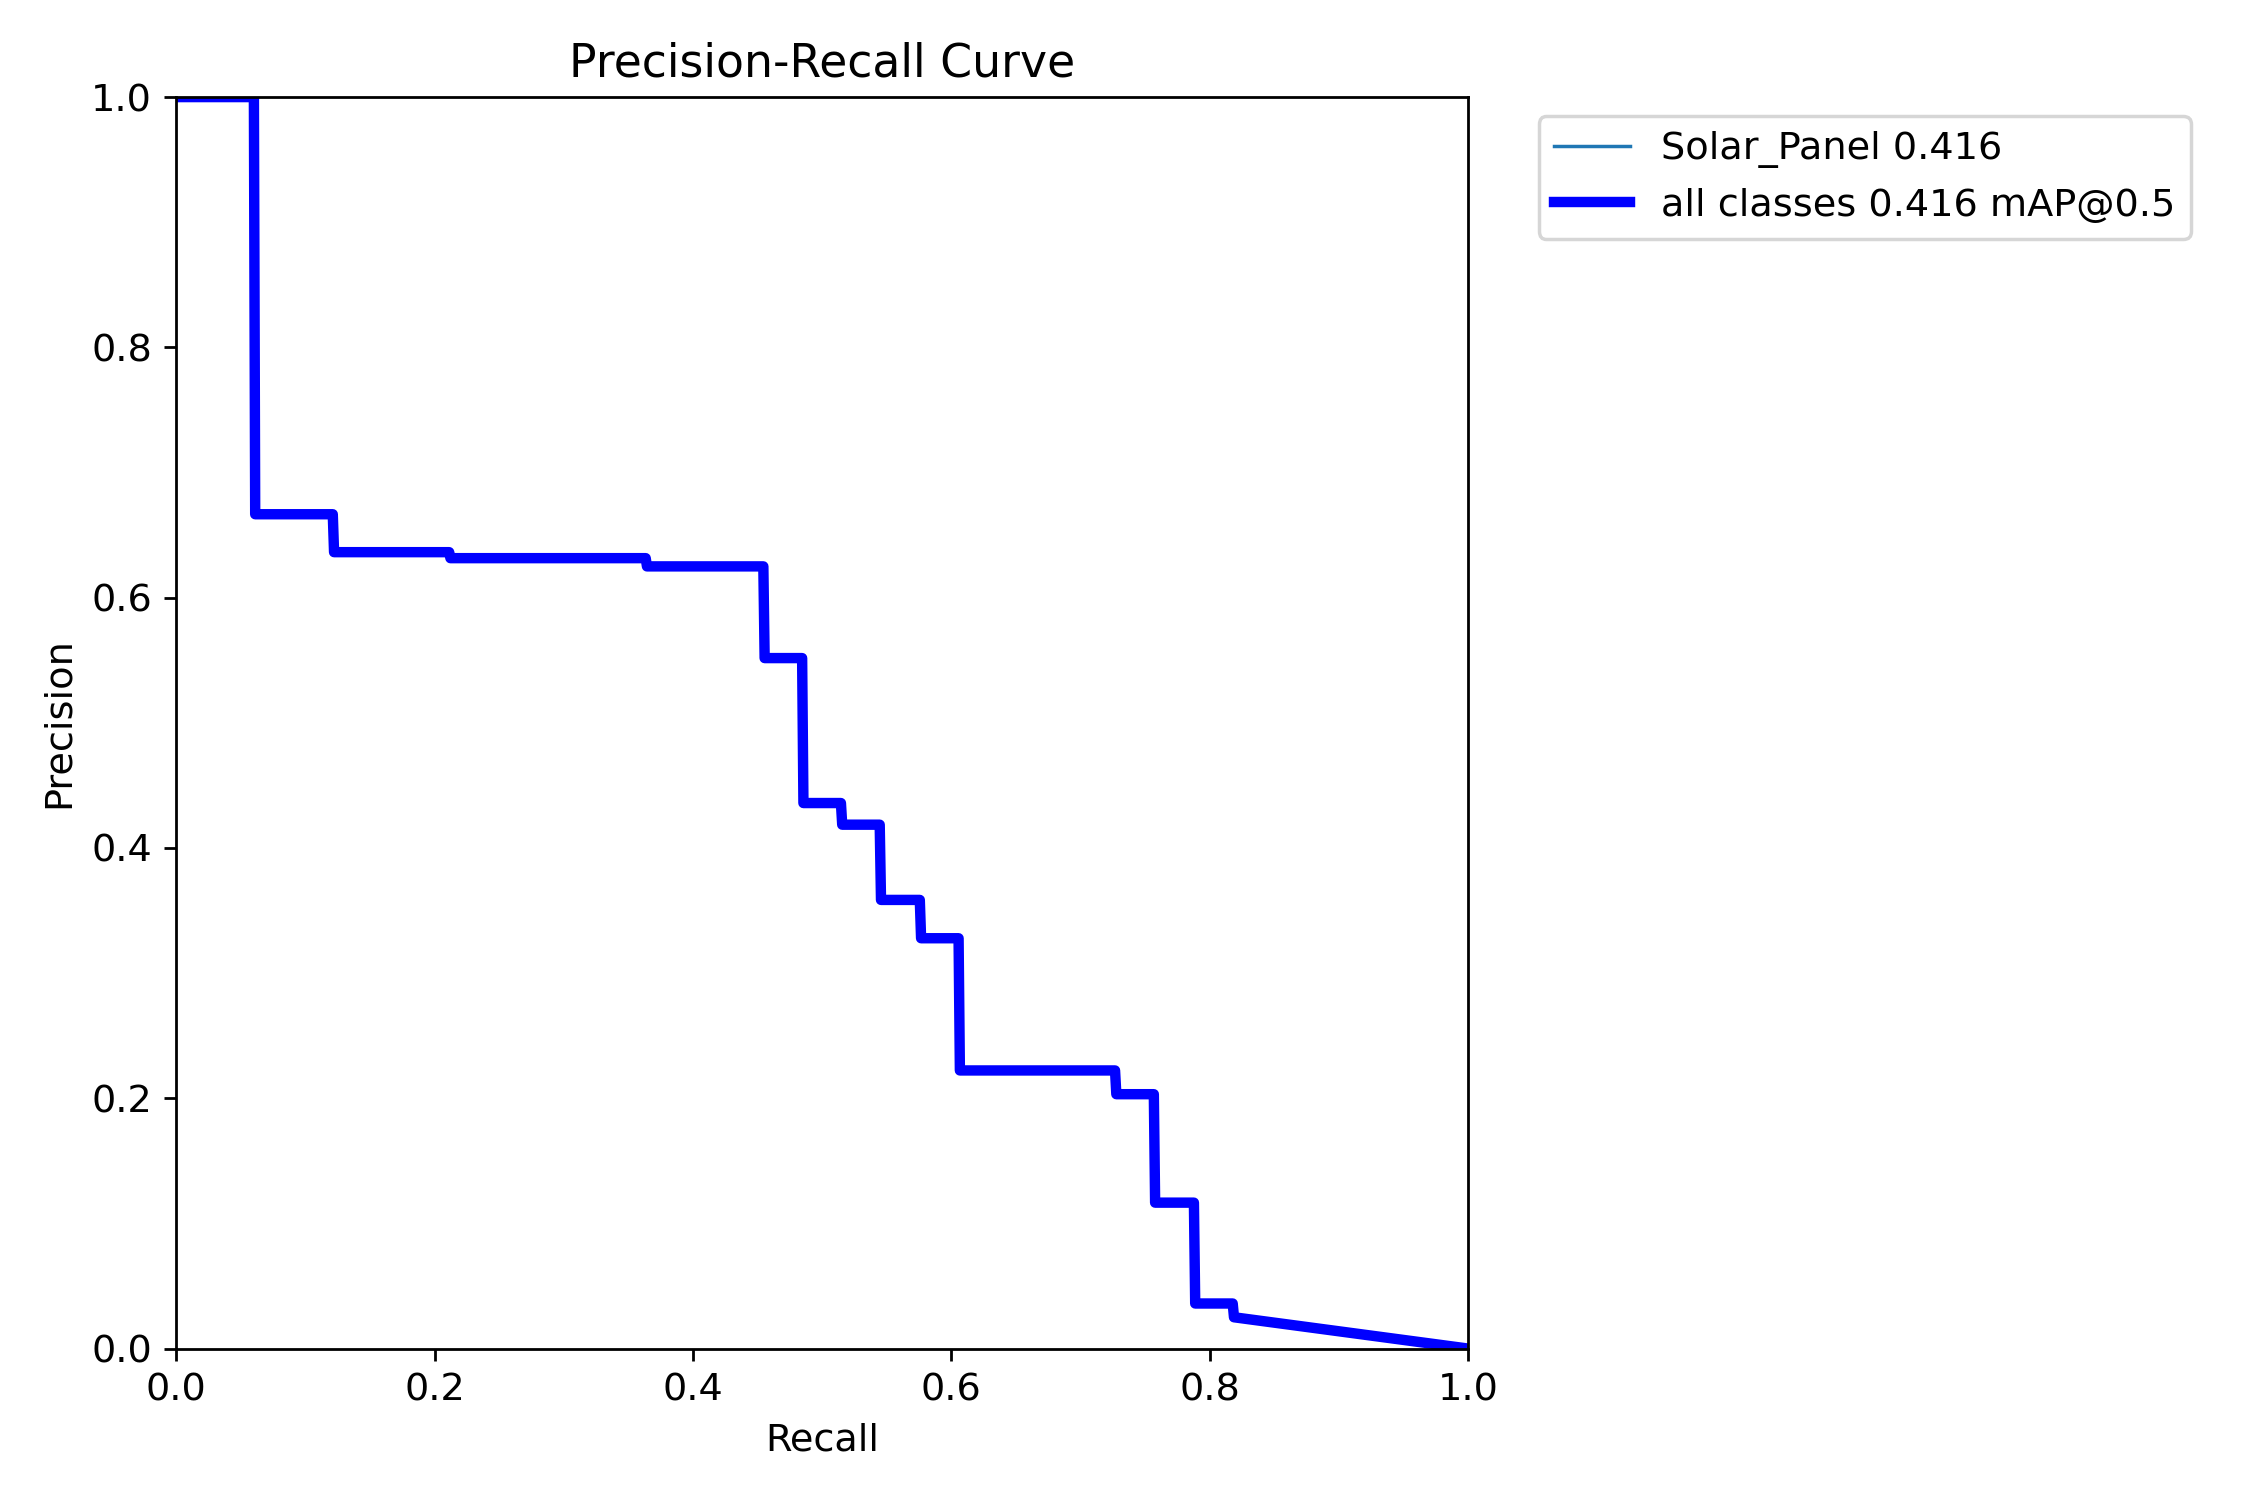 Precision-Recall Curve
1.0
0.8
0.6
0.4
0.2
0.0
Precision
0.0 0.2 0.4 0.6 0.8 1.0
Recall
Solar_Panel 0.416
all classes 0.416 mAP@0.5